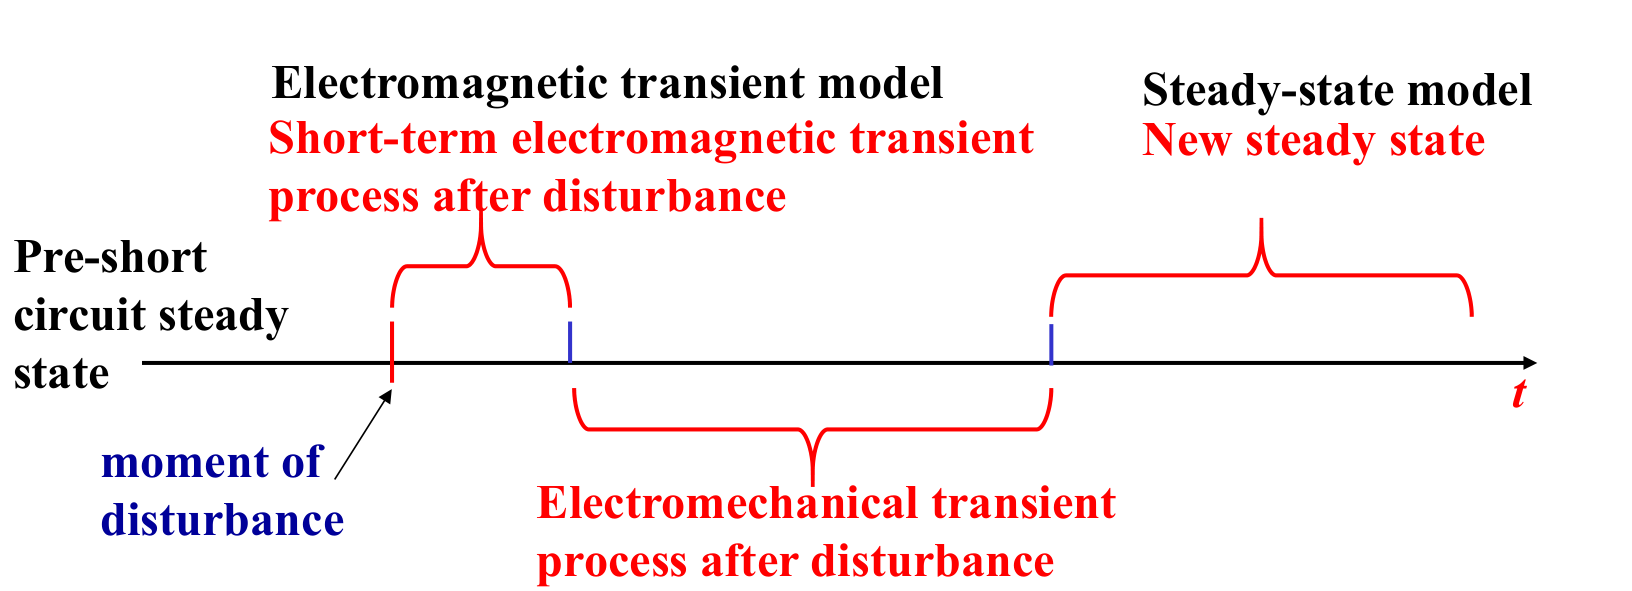 Electromagnetic transient model
Short-term electromagnetic transient
process after disturbance
Steady-state model
New steady state
Pre-short
circuit steady
state
t
moment of
disturbance
Electromechanical transient
process after disturbance